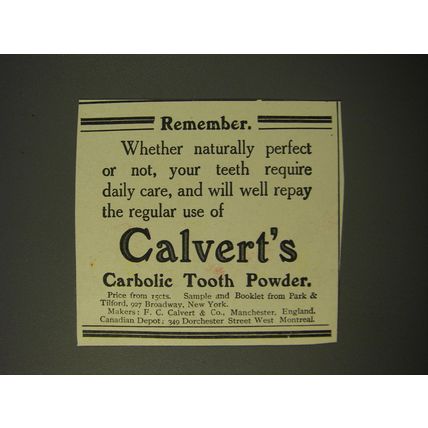 Remember.
Whether naturally perfect
or not, your teeth require
daily care, and will well repay
the regular use of
Calvert's
Carbolic Tooth Powder.
Price from 15cts. Sample and Booklet from Park &
Tilford, 927 Broadway, New York.
Makers: F. C. Calvert & Co., Manchester, England.
Canadian Depot: 349 Dorchester Street West Montreal.